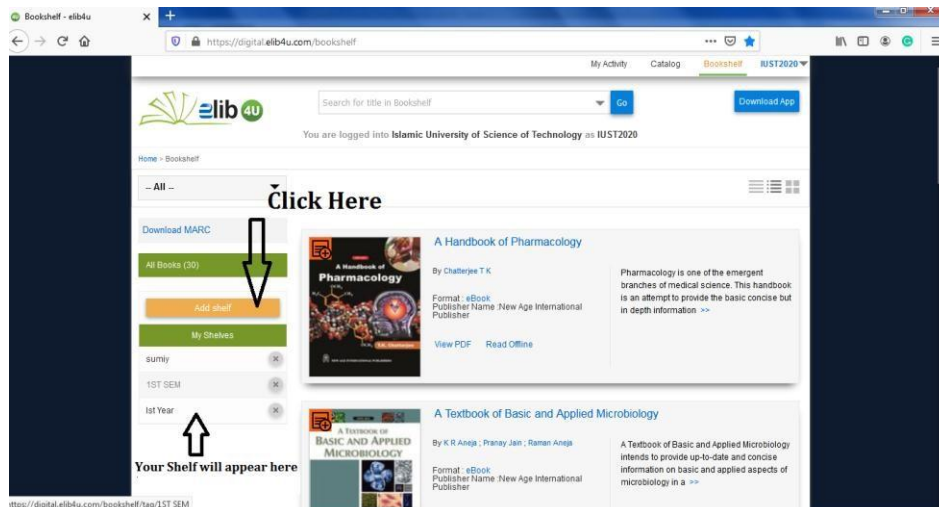 Bookshelf - elib4u
https://digital.elib4u.com/bookshelf
My Activity Catalog Bookshelf IUST2020
elib 4U
Search for title in Bookshelf
Go
Download App
You are logged into Islamic University of Science of Technology as IUST2020
Home > Bookshelf
-- All --
Click Here
Download MARC
All Books (30)
Add shelf
My Shelves
sumiy
1ST SEM
Ist Year
Your Shelf will appear here
A Handbook of
Pharmacology
A Handbook of Pharmacology
By Chatterjee T K
Format : eBook
Publisher Name :New Age International
Publisher
View PDF Read Offline
Pharmacology is one of the emergent
branches of medical science. This handbook
is an attempt to provide the basic concise but
in depth information >>
A TEXTBOOK OF
BASIC AND APPLIED
MICROBIOLOGY
A Textbook of Basic and Applied Microbiology
By K R Aneja ; Pranay Jain ; Raman Aneja
Format : eBook
Publisher Name :New Age International
Publisher
A Textbook of Basic and Applied Microbiology
intends to provide up-to-date and concise
information on basic and applied aspects of
microbiology in a >>
https://digital.elib4u.com/bookshelf/tag/1ST SEM